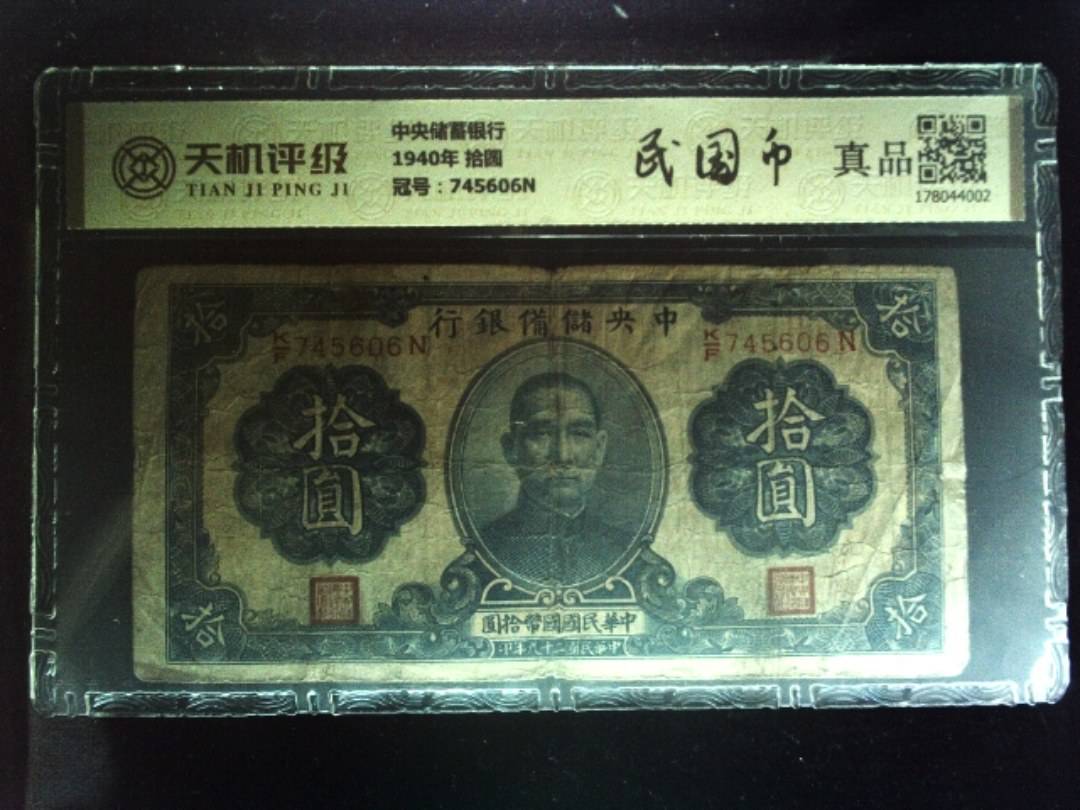 天机评级
TIAN JI PING JI
中央储蓄银行
1940年 拾圆
冠号：745606N
民国币
真品
178044002
行銀備儲央中
K/F 745606N
K/F 745606N
拾
拾
拾圓
拾圓
圓拾幣國國民華中
拾
拾